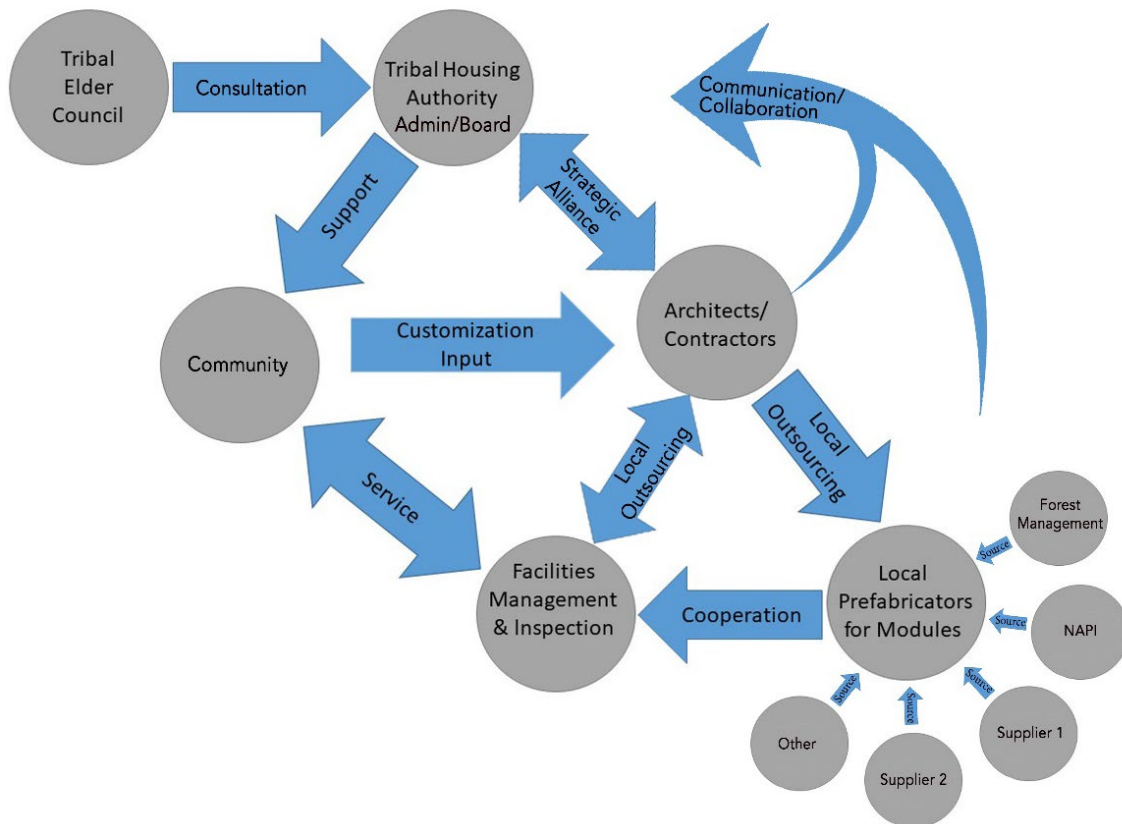 Tribal
Elder
Council
Consultation
Tribal Housing
Authority
Admin/Board
Communication/
Collaboration
Support
Strategic
Alliance
Community
Customization
Input
Architects/
Contractors
Service
Local
Outsourcing
Local
Outsourcing
Facilities
Management
& Inspection
Cooperation
Local
Prefabricators
for Modules
Forest
Management
Source
NAPI
Source
Supplier 1
Source
Supplier 2
Source
Other
Source